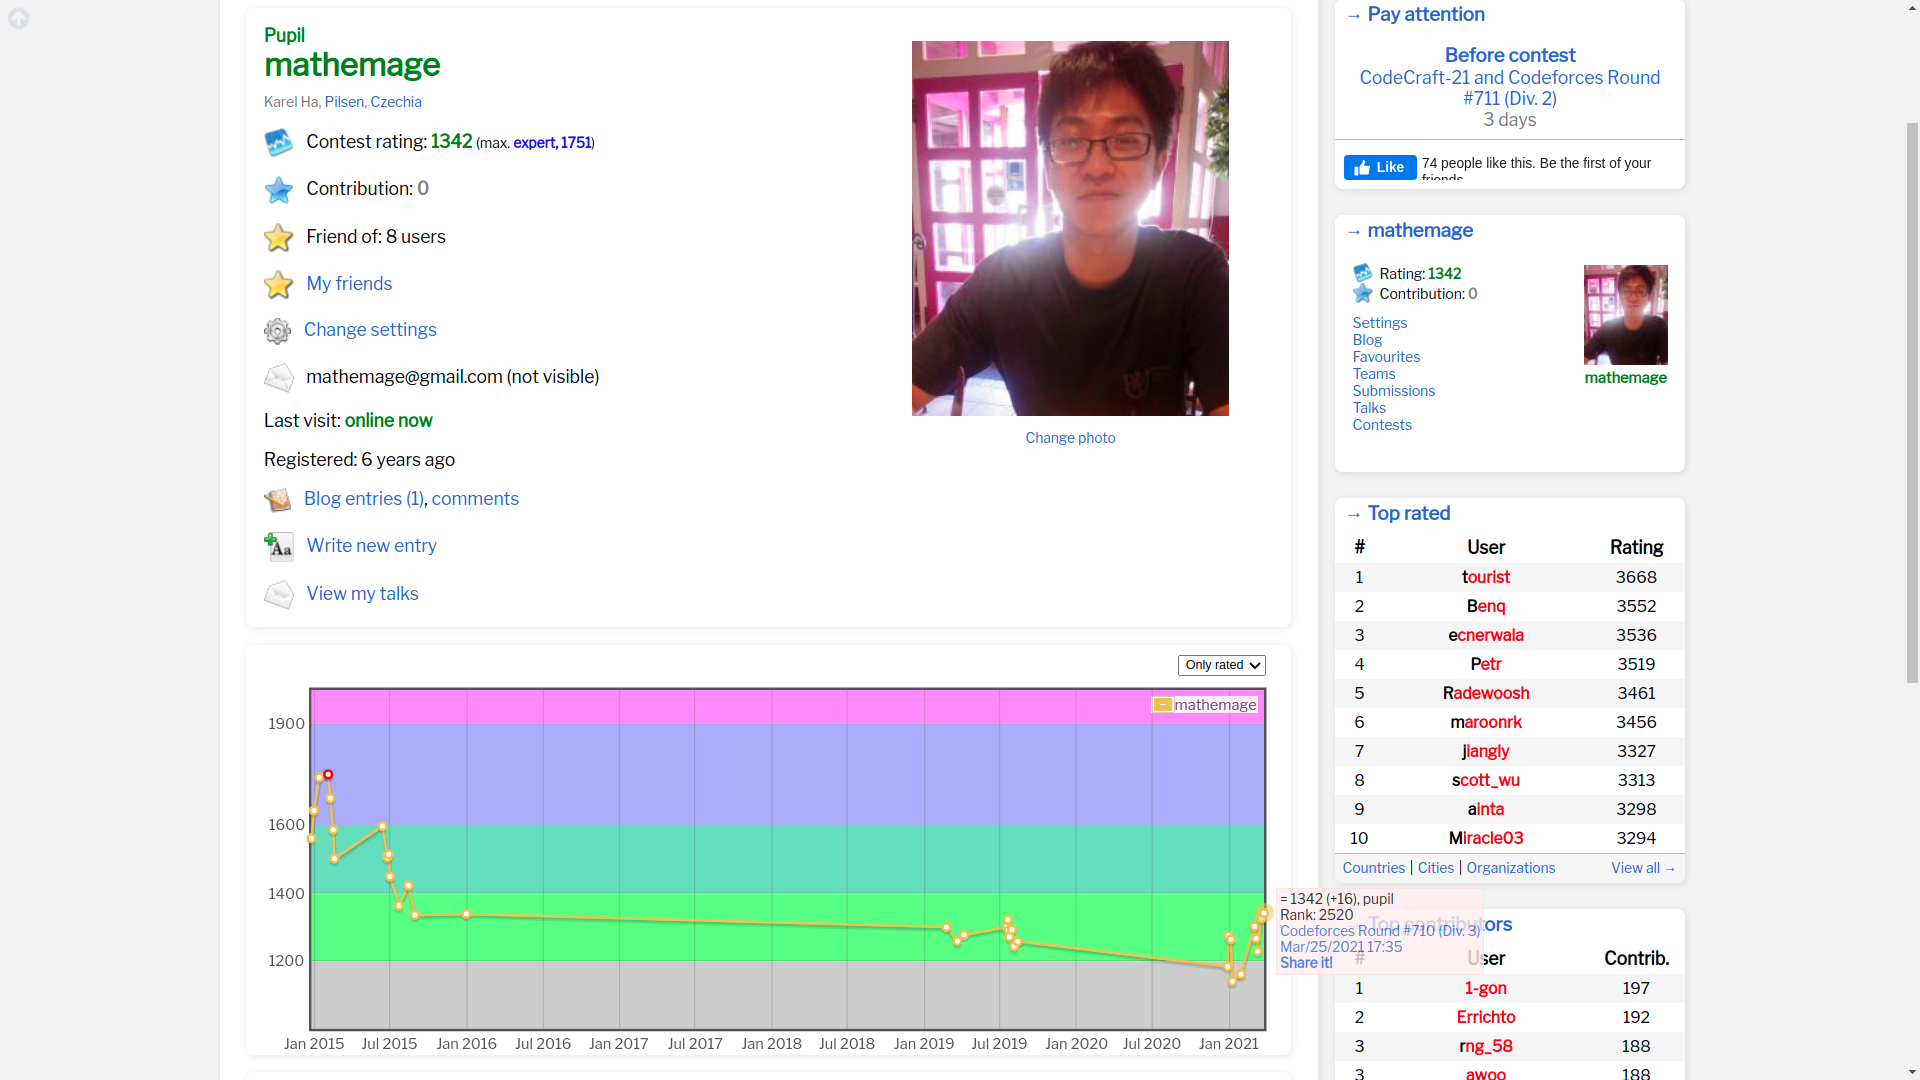 Pupil
mathemage
Karel Ha, Pilsen, Czechia
Contest rating: 1342 (max. expert, 1751)
Contribution: 0
Friend of: 8 users
My friends
Change settings
mathemage@gmail.com (not visible)
Last visit: online now
Registered: 6 years ago
Blog entries (1), comments
Write new entry
View my talks
Change photo
Only rated
mathemage
1900
1600
1400
1200
Jan 2015 Jul 2015 Jan 2016 Jul 2016 Jan 2017 Jul 2017 Jan 2018 Jul 2018 Jan 2019 Jul 2019 Jan 2020 Jul 2020 Jan 2021
= 1342 (+16), pupil
Rank: 2520
Codeforces Round #710 (Div. 3)
Mar/25/2021 17:35
Share it!
→ Pay attention
Before contest
CodeCraft-21 and Codeforces Round
#711 (Div. 2)
3 days
Like 74 people like this. Be the first of your
friends.
→ mathemage
Rating: 1342
Contribution: 0
Settings
Blog
Favourites
Teams
Submissions
Talks
Contests
mathemage
→ Top rated
# User Rating
1 tourist 3668
2 Benq 3552
3 ecnerwala 3536
4 Petr 3519
5 Radewoosh 3461
6 maroonrk 3456
7 jiangly 3327
8 scott_wu 3313
9 ainta 3298
10 Miracle03 3294
Countries | Cities | Organizations View all →
Top contributors
# User Contrib.
1 1-gon 197
2 Errichto 192
3 rng_58 188
3 awoo 188